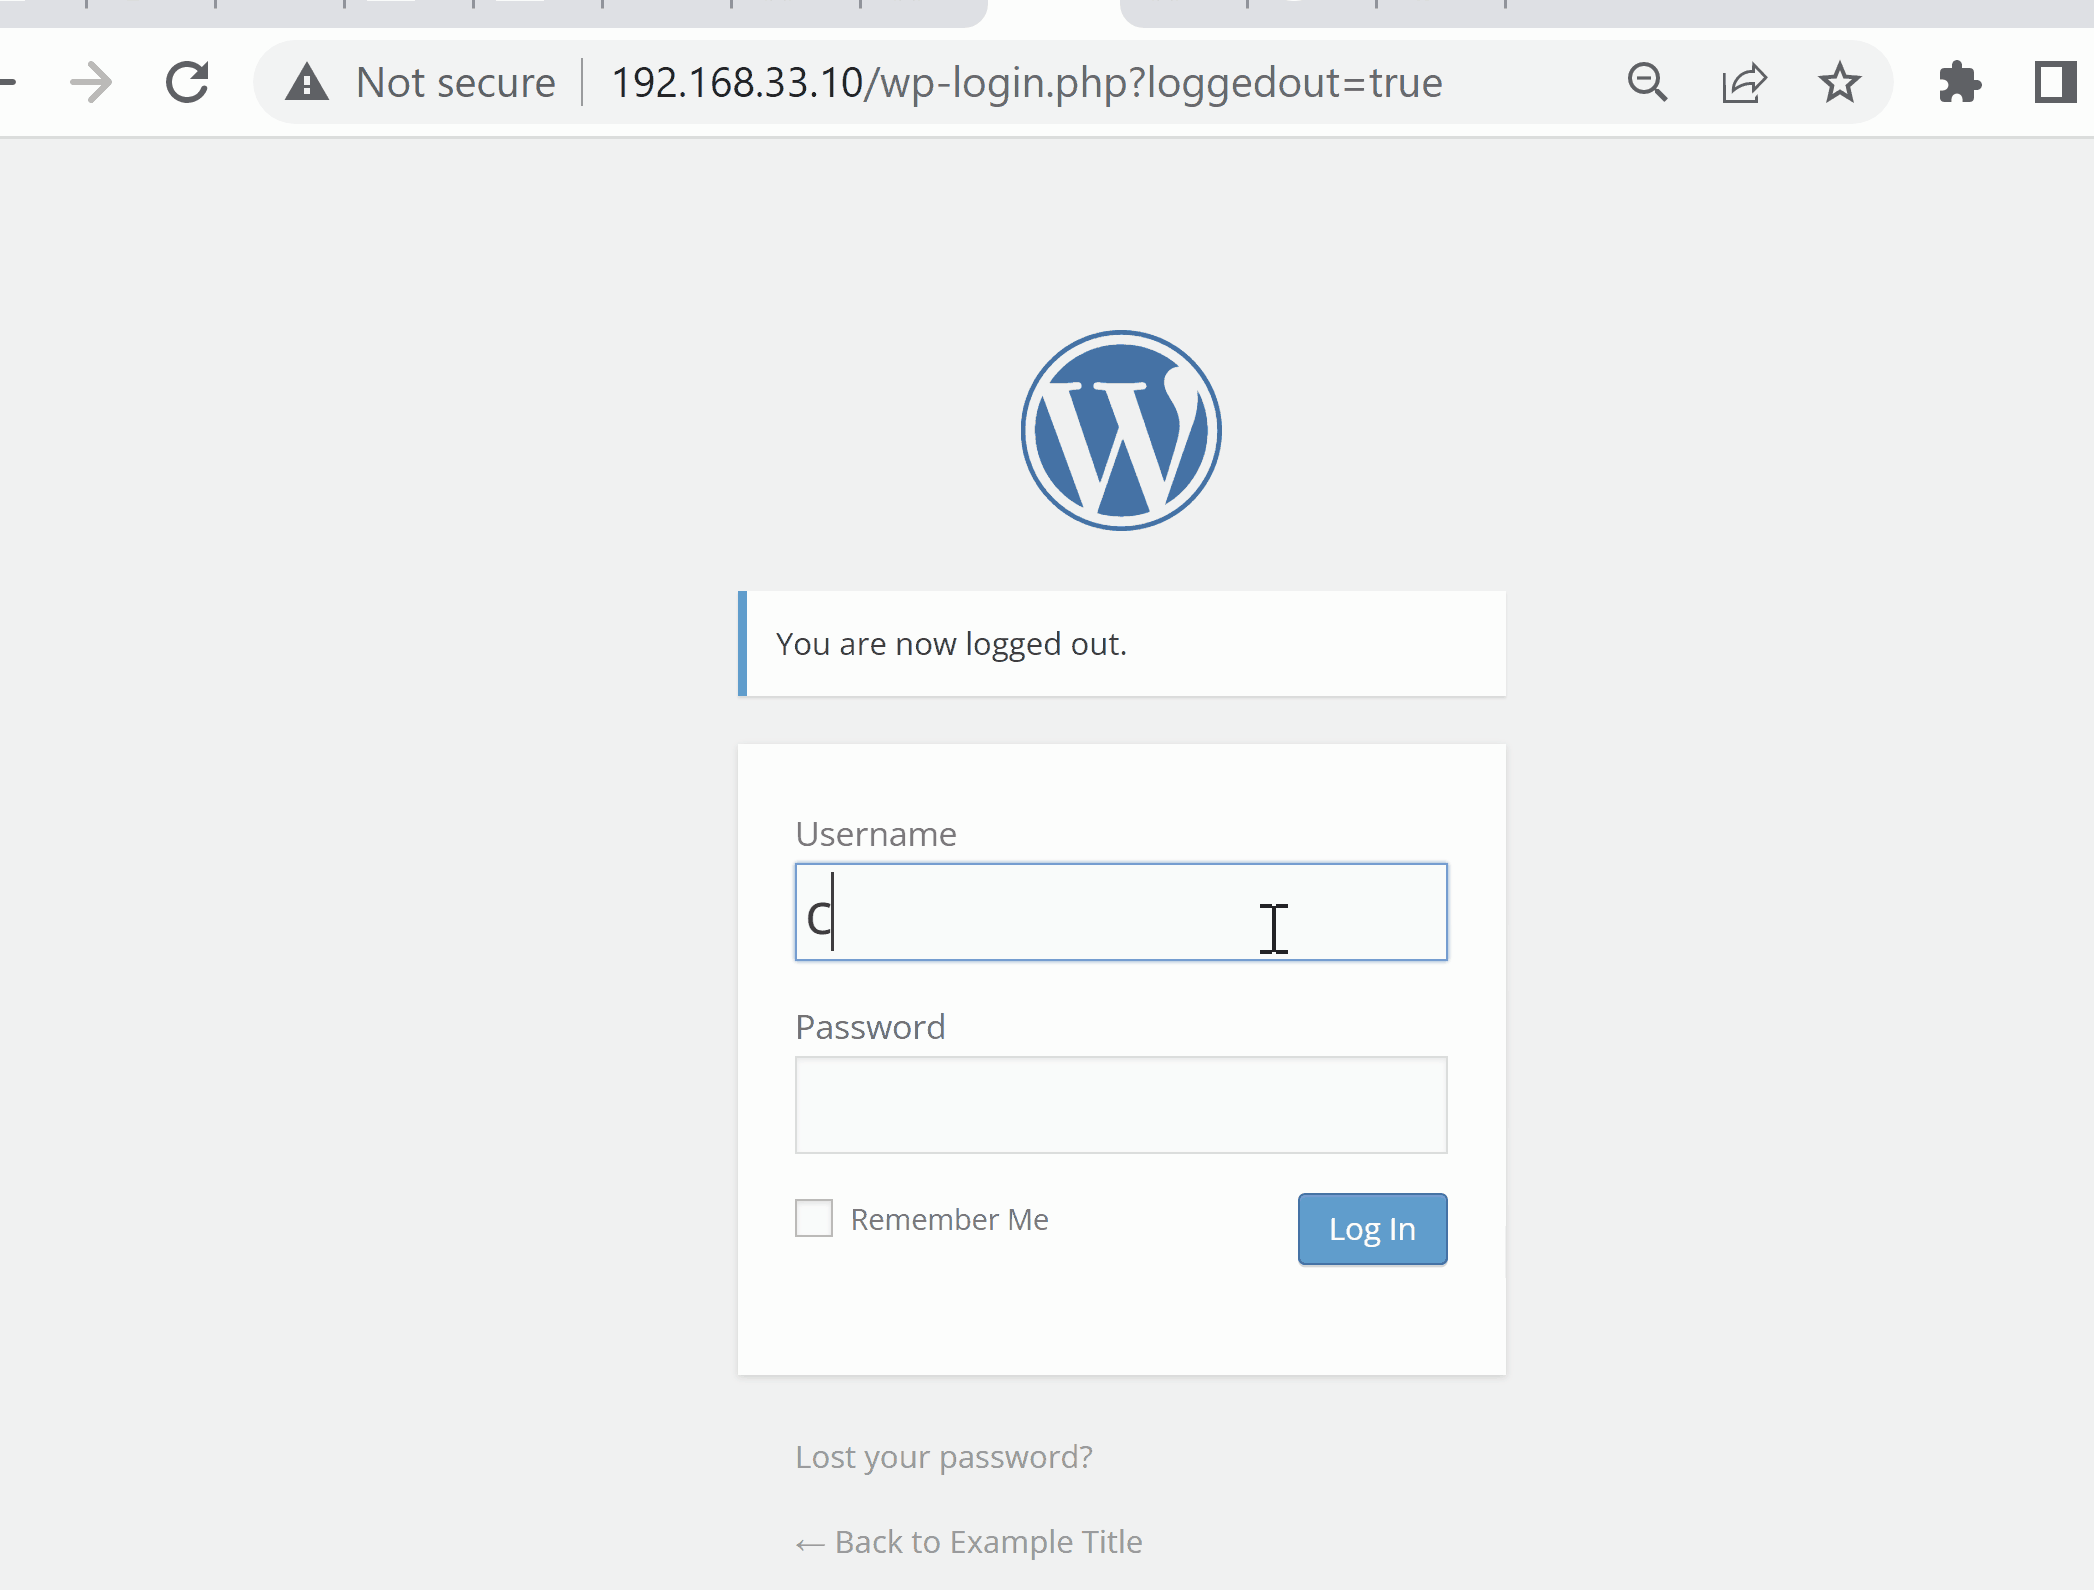 Not secure
192.168.33.10/wp-login.php?loggedout=true
You are now logged out.
Username
C
Password
Remember Me
Log In
Lost your password?
← Back to Example Title